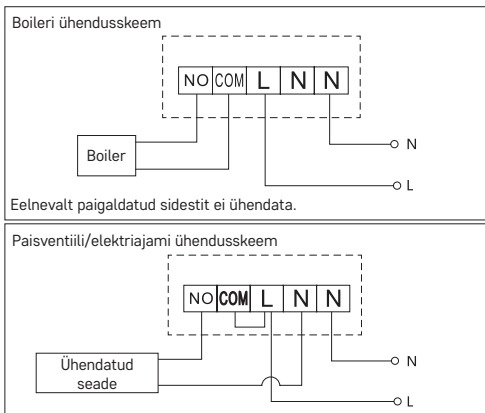 Boileri ühendusskeem
NO COM L N N
Boiler
N
L
Eelnevalt paigaldatud sidestit ei ühendata.
Paisventiili/elektriajami ühendusskeem
NO COM L N N
Ühendatud
seade
N
L